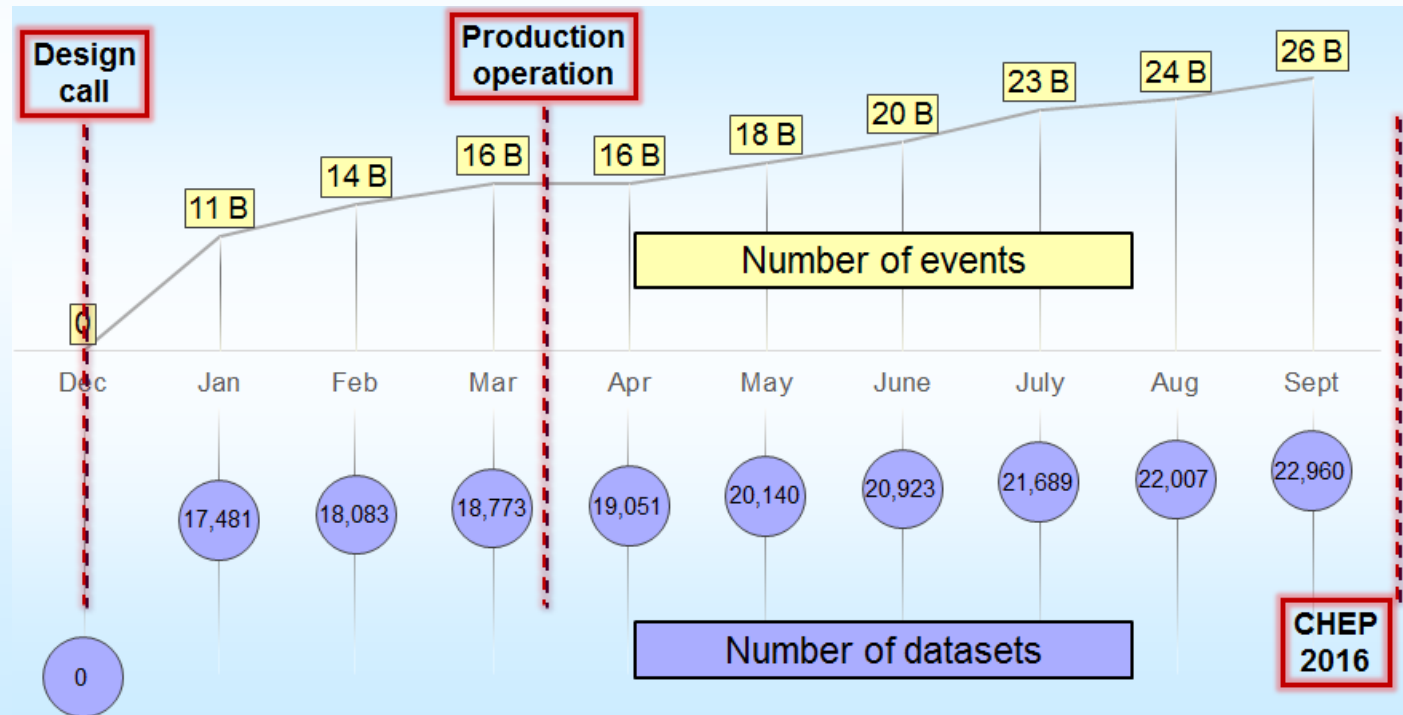 Design
call
Production
operation
0
11 B
14 B
16 B
16 B
18 B
20 B
23 B
24 B
26 B
Number of events
Dec Jan Feb Mar Apr May June July Aug Sept
0
17,481
18,083
18,773
19,051
20,140
20,923
21,689
22,007
22,960
Number of datasets
CHEP
2016